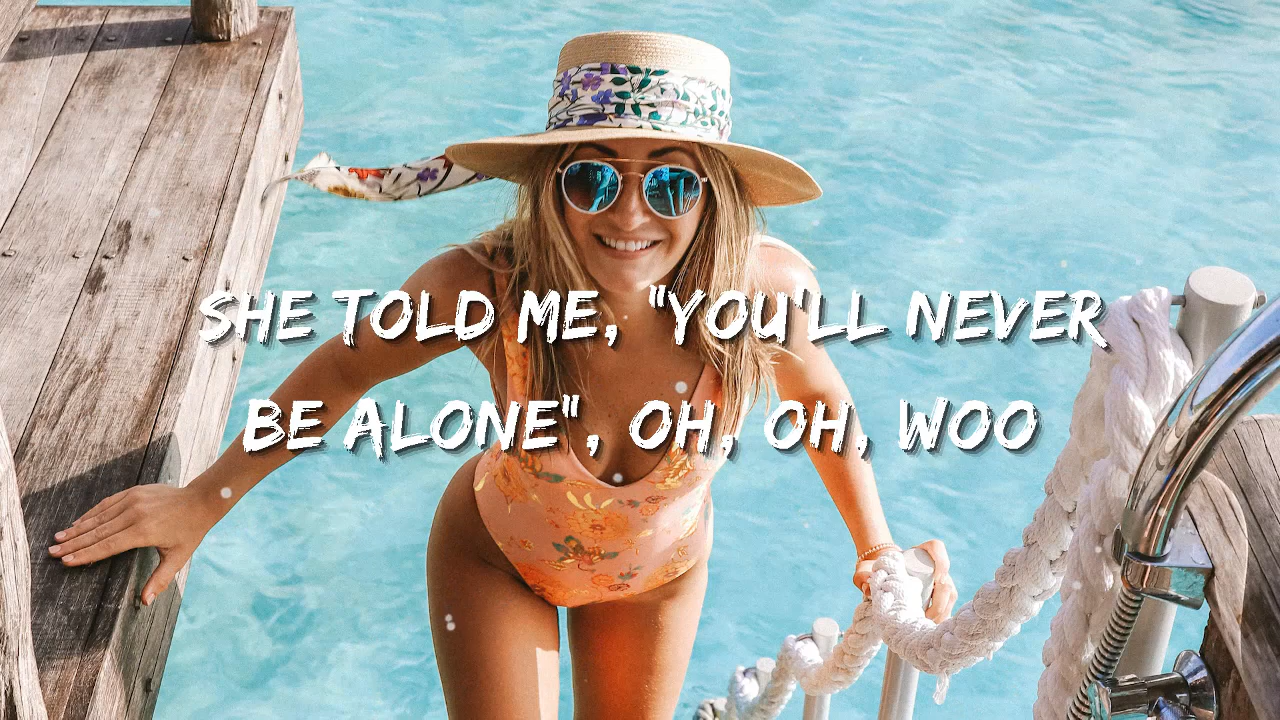 SHE TOLD ME, "YOU'LL NEVER
BE ALONE", OH, OH, WOO